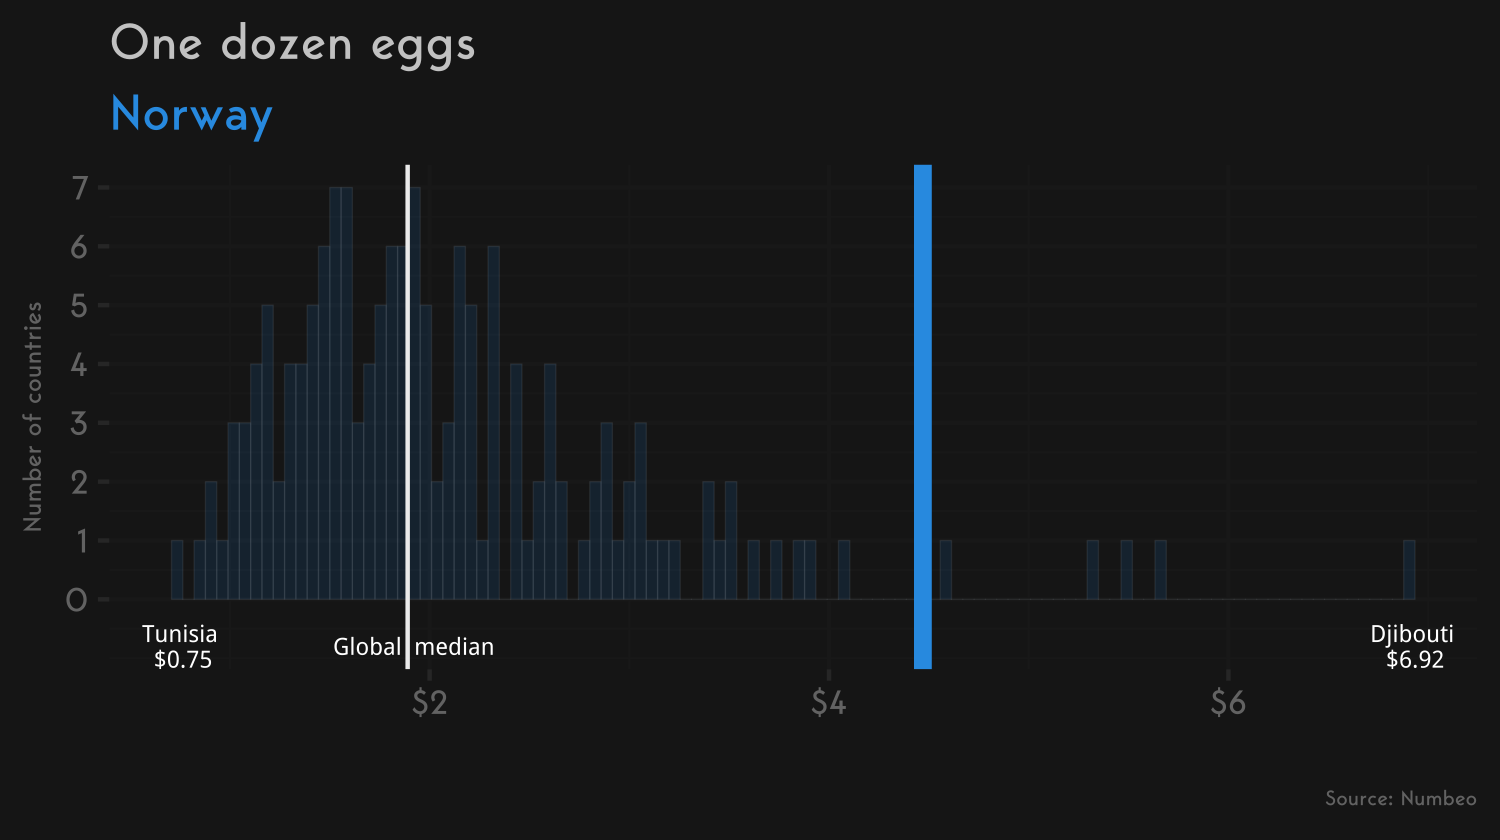 One dozen eggs
Norway
Number of countries
7
6
5
4
3
2
1
0
Tunisia
$0.75
Global median
Djibouti
$6.92
$2
$4
$6
Source: Numbeo